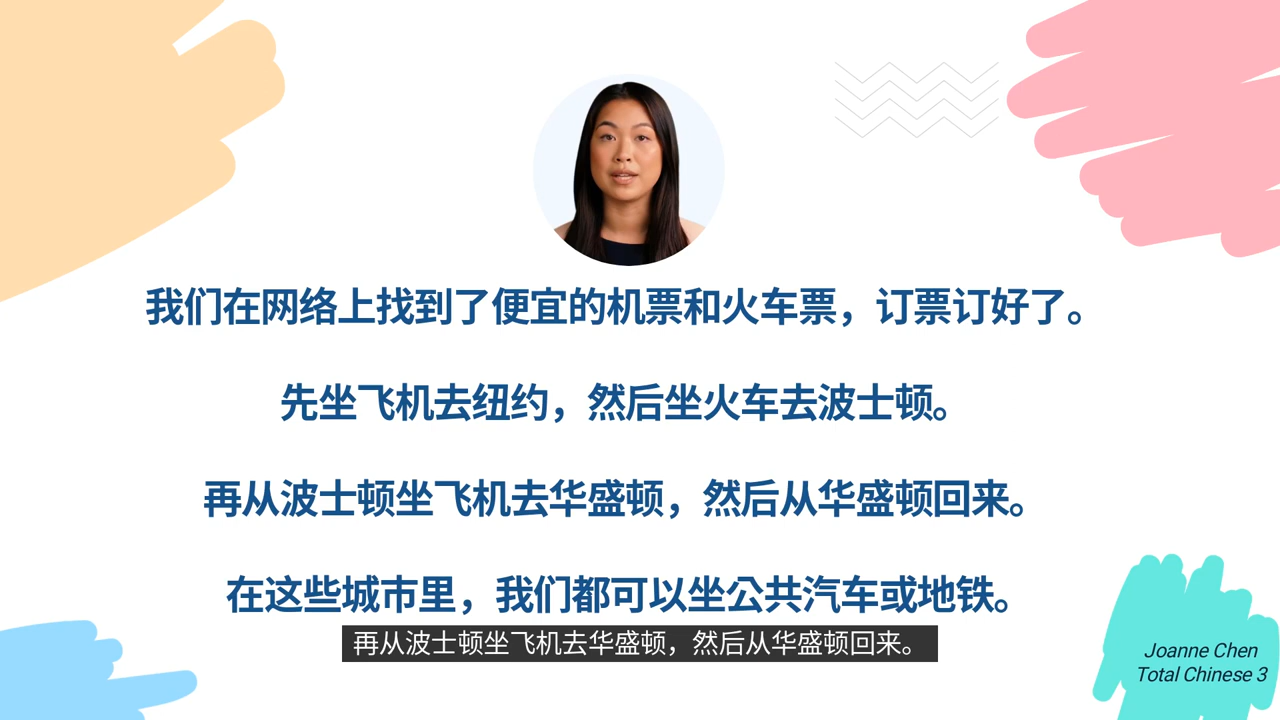 我们在网络上找到了便宜的机票和火车票，订票订好了。
先坐飞机去纽约，然后坐火车去波士顿。
再从波士顿坐飞机去华盛顿，然后从华盛顿回来。
在这些城市里，我们都可以坐公共汽车或地铁。
再从波士顿坐飞机去华盛顿，然后从华盛顿回来。
Joanne Chen
Total Chinese 3